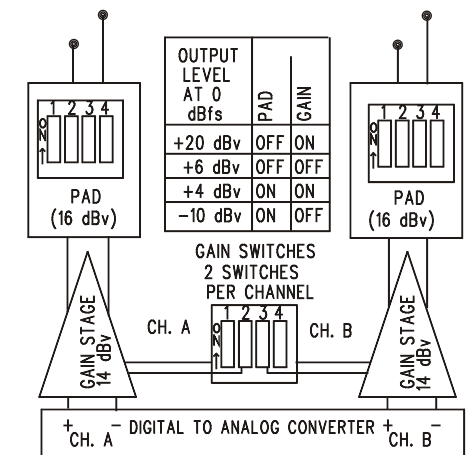 OUTPUT
LEVEL
AT 0
dBfs
PAD
GAIN
+20 dBv OFF ON
+6 dBv OFF OFF
+4 dBv ON ON
-10 dBv ON OFF
1 2 3 4
ON
PAD
(16 dBv)
1 2 3 4
ON
PAD
(16 dBv)
GAIN SWITCHES
2 SWITCHES
PER CHANNEL
CH. A
1 2 3 4
ON
CH. B
GAIN STAGE
14 dBv
GAIN STAGE
14 dBv
+ - DIGITAL TO ANALOG CONVERTER + -
CH. A
CH. B